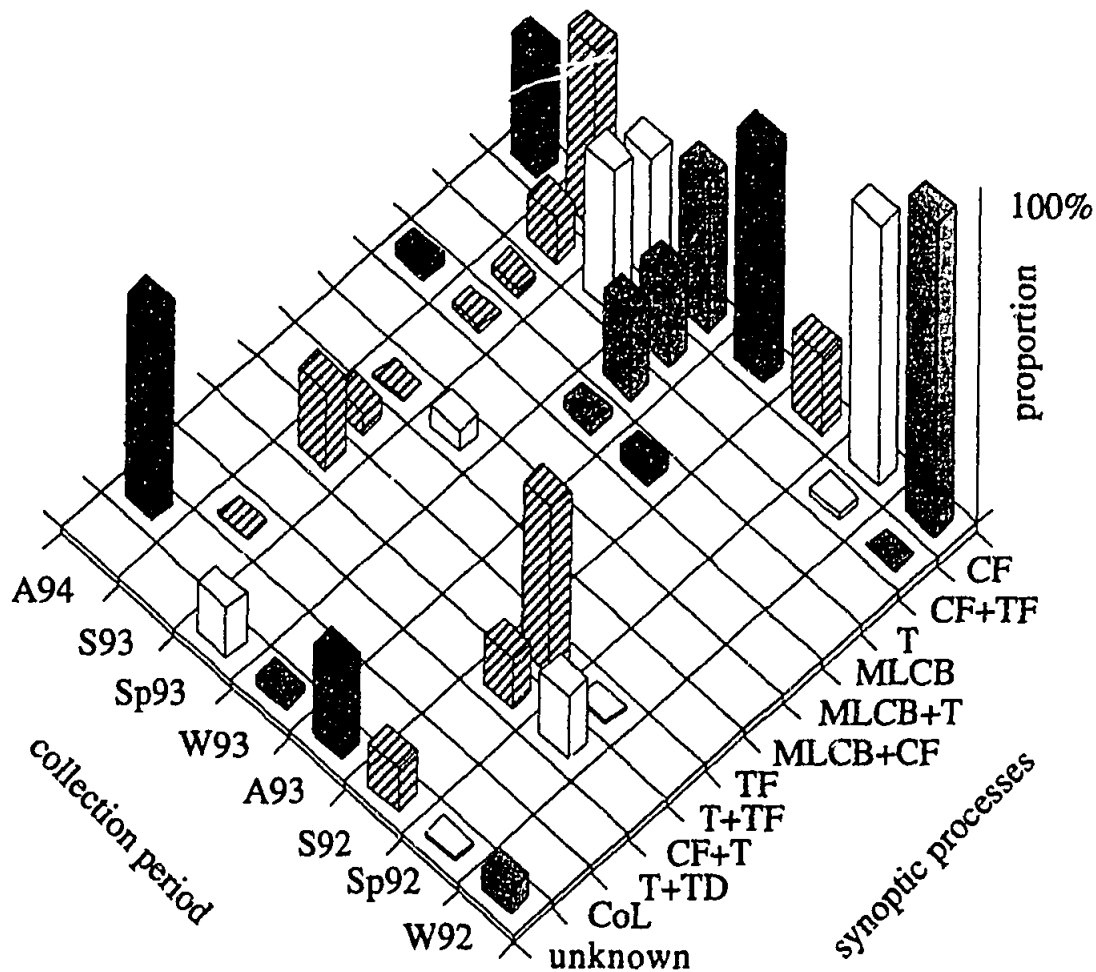 100%
proportion
A94
S93
Sp93
W93
A93
S92
Sp92
W92
collection period
CF
CF+TF
T
MLCB
MLCB+T
MLCB+CF
TF
T+TF
CF+T
T+TD
CoL
unknown
synoptic processes